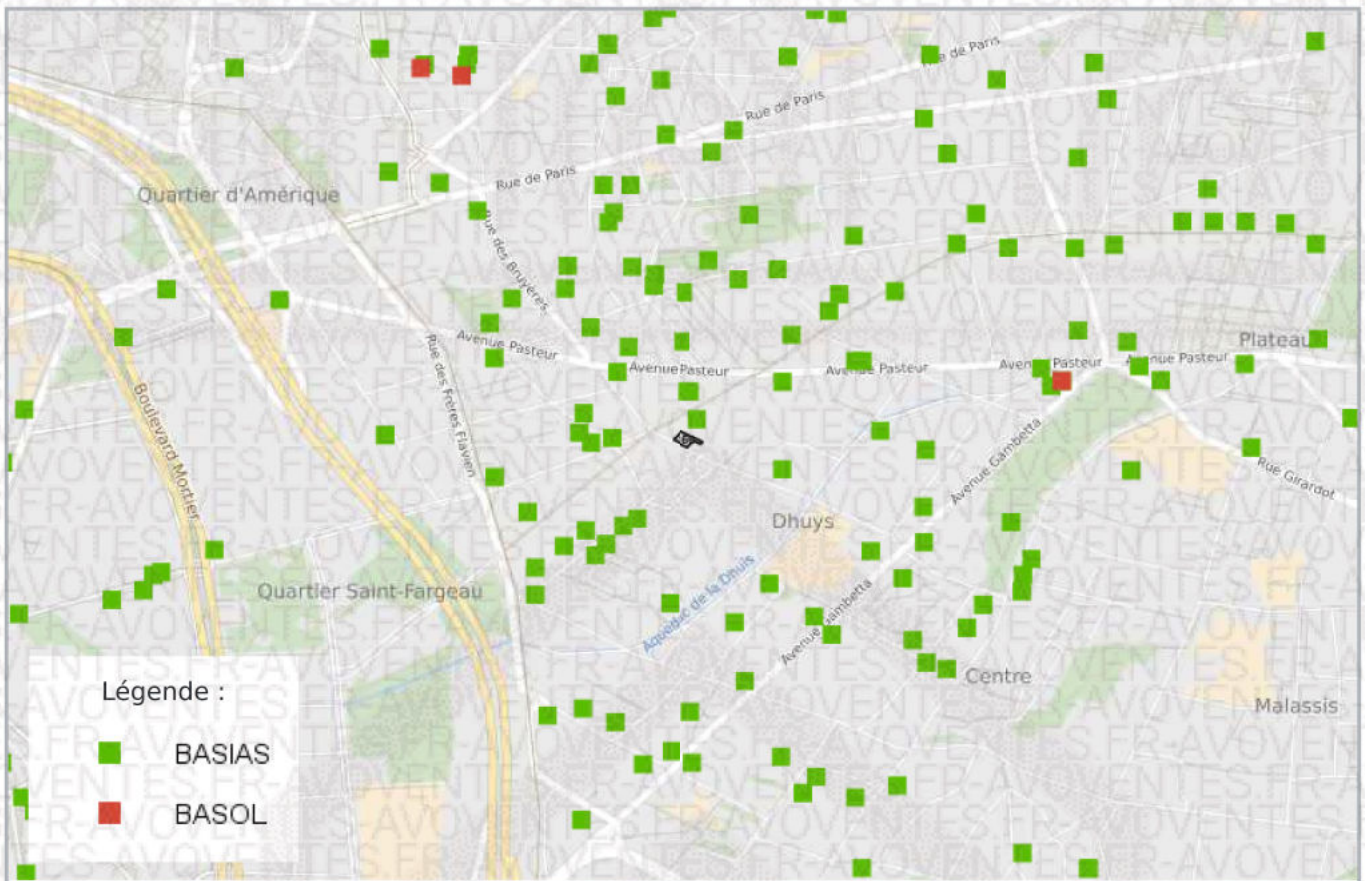 Rue de Paris
Rue de Paris
Rue de Paris
Quartier d'Amérique
Rue des Bruyères
Avenue Pasteur
Avenue Pasteur
Avenue Pasteur
Avenue Pasteur
Avenue Pasteur
Plateau
Rue des Frères Flavien
Boulevard Mortier
Avenue Gambetta
Rue Girardot
Dhuys
Quartier Saint-Fargeau
Aqueduc de la Dhuis
Avenue Gambetta
Centre
Malassis
Légende :
BASIAS
BASOL